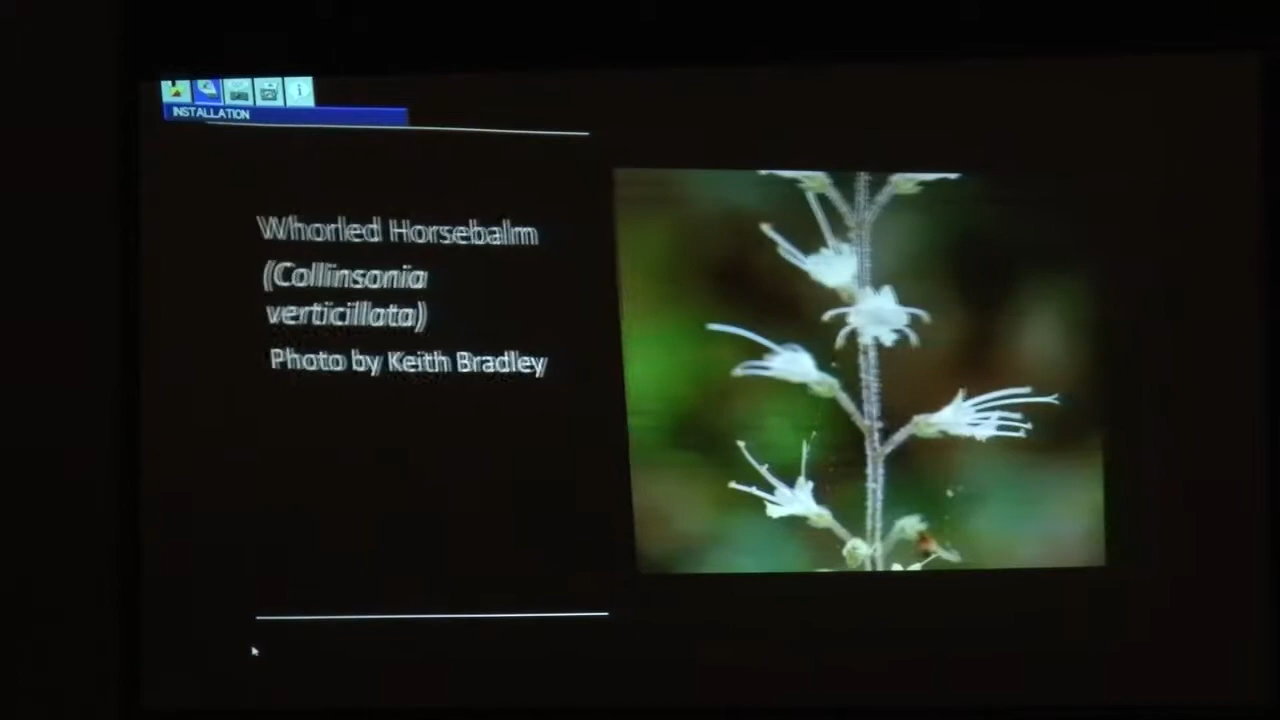 INSTALLATION
Whorled Horsebalm
(Collinsonia
verticillata)
Photo by Keith Bradley